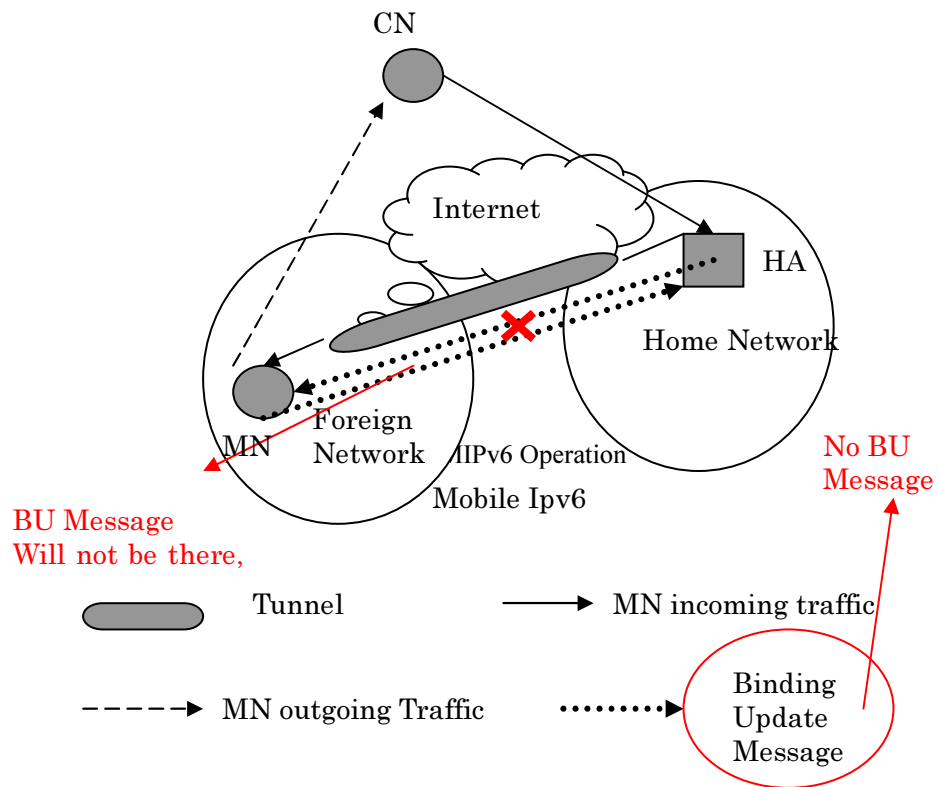 CN
Internet
HA
Home Network
MN
Foreign
Network
IIPv6 Operation
Mobile Ipv6
No BU
Message
BU Message
Will not be there,
Tunnel
MN incoming traffic
MN outgoing Traffic
Binding
Update
Message